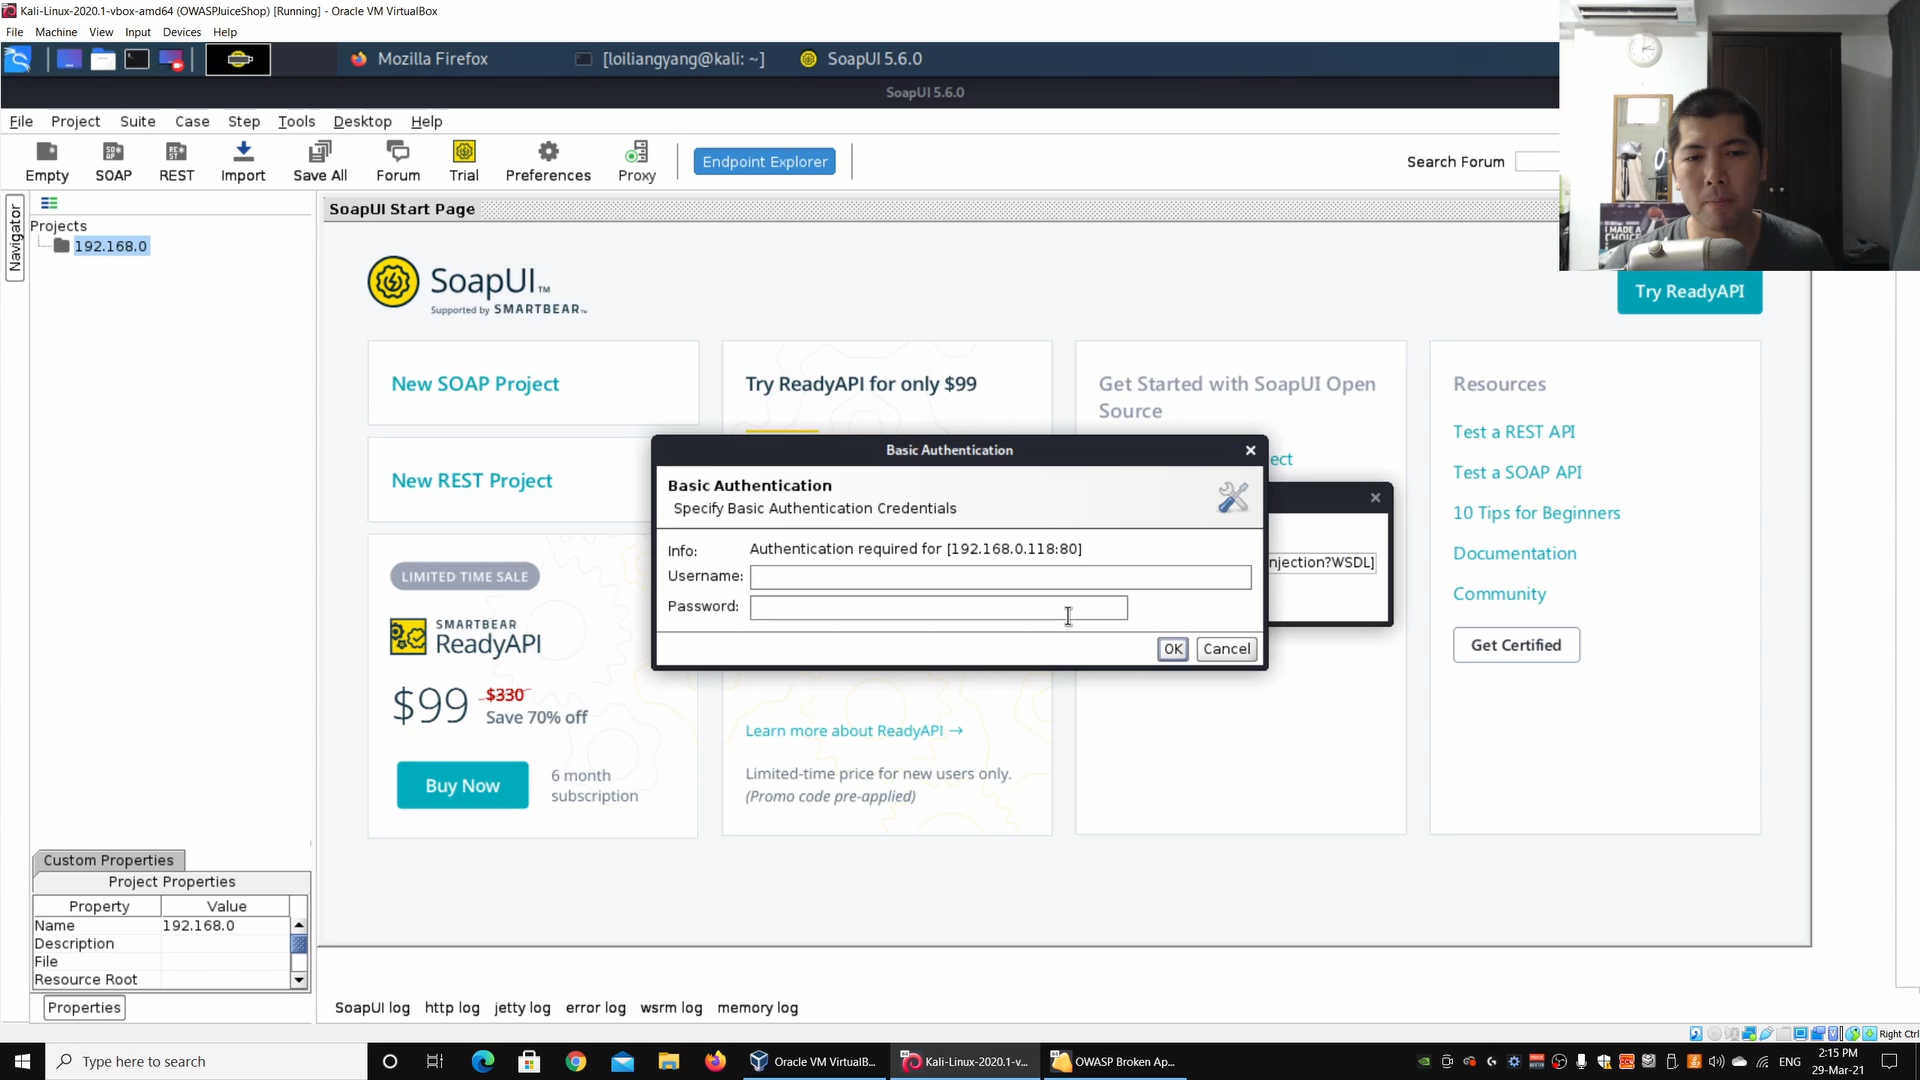 Kali-Linux-2020.1-vbox-amd64 (OWASPJuiceShop) [Running] - Oracle VM VirtualBox
File Machine View Input Devices Help
Mozilla Firefox [loiliangyang@kali: ~] SoapUI 5.6.0
SoapUI 5.6.0
File Project Suite Case Step Tools Desktop Help
Empty SOAP REST Import Save All Forum Trial Preferences Proxy Endpoint Explorer Search Forum
Navigator
Projects
192.168.0
SoapUI Start Page
SoapUI™
Supported by SMARTBEAR™
I MADE A
CHOICE
Try ReadyAPI
New SOAP Project
New REST Project
Try ReadyAPI for only $99
Get Started with SoapUI Open
Source
ect
Resources
Test a REST API
Test a SOAP API
10 Tips for Beginners
Documentation
Community
Get Certified
Basic Authentication
Basic Authentication
Specify Basic Authentication Credentials
Info: Authentication required for [192.168.0.118:80]
Username:
Password:
OK Cancel
njection?WSDL]
LIMITED TIME SALE
SMARTBEAR
ReadyAPI
$99 $330
Save 70% off
Buy Now
6 month
subscription
Learn more about ReadyAPI →
Limited-time price for new users only.
(Promo code pre-applied)
Custom Properties
Project Properties
Property Value
Name 192.168.0
Description
File
Resource Root
Properties
SoapUI log http log jetty log error log wsrm log memory log
Right Ctrl
Type here to search
Oracle VM VirtualB...
Kali-Linux-2020.1-v...
OWASP Broken Ap...
ENG
2:15 PM
29-Mar-21